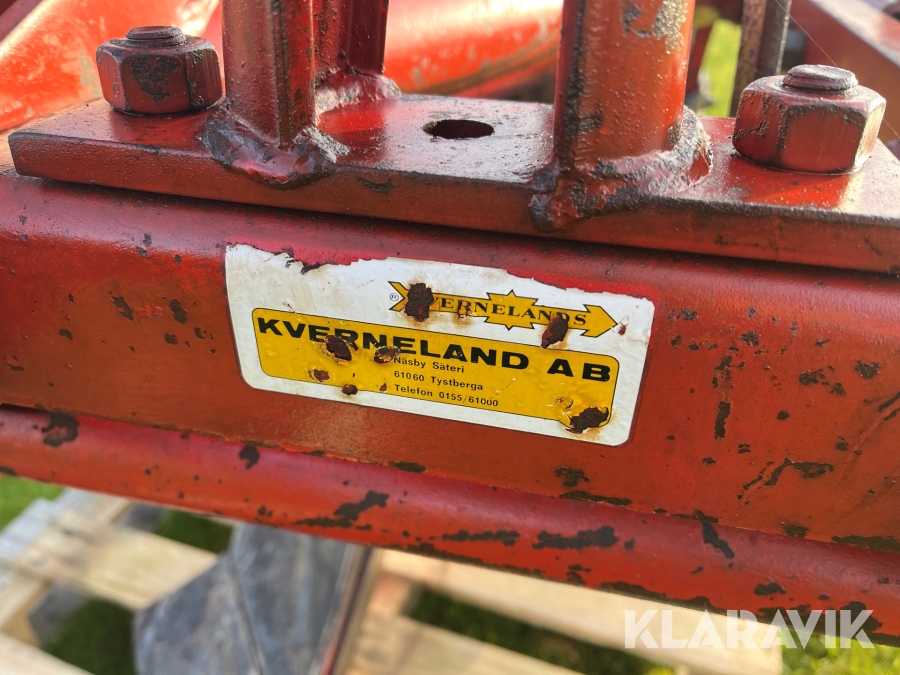 ® KVERNELANDS
KVERNELAND AB
Näsby Säteri
61060 Tystberga
Telefon 0155/61000
KLARAVIK